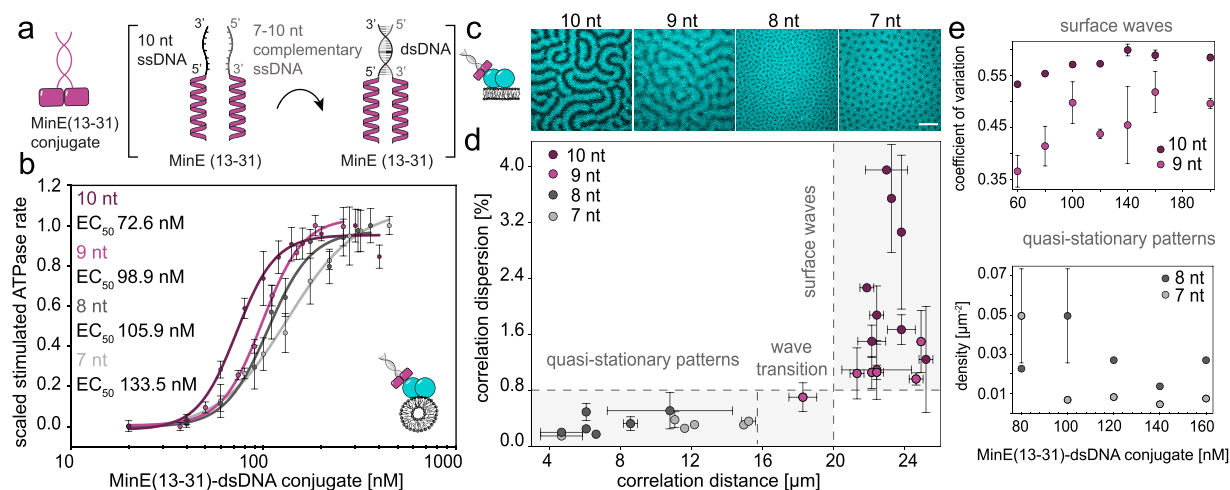 a
3'
5'
10 nt
ssDNA
7-10 nt
complementary
ssDNA
5'
3'
3'
5'
dsDNA
5'
3'
MinE(13-31)
conjugate
MinE (13-31)
MinE (13-31)
b
scaled stimulated ATPase rate
1.2
1.0
0.8
0.6
0.4
0.2
0.0
10 nt
EC50 72.6 nM
9 nt
EC50 98.9 nM
8 nt
EC50 105.9 nM
7 nt
EC50 133.5 nM
10
100
1000
MinE(13-31)-dsDNA conjugate [nM]
c
10 nt
9 nt
8 nt
7 nt
d
correlation dispersion [%]
4.0
3.2
2.4
1.6
0.8
0.0
10 nt
9 nt
8 nt
7 nt
quasi-stationary patterns
wave
transition
surface waves
4
8
12
16
20
24
correlation distance [µm]
e
surface waves
coefficient of variation
0.55
0.45
0.35
10 nt
9 nt
60
100
140
180
quasi-stationary patterns
density [µm-2]
0.07
0.05
0.03
0.01
8 nt
7 nt
80
100
120
140
160
MinE(13-31)-dsDNA conjugate [nM]